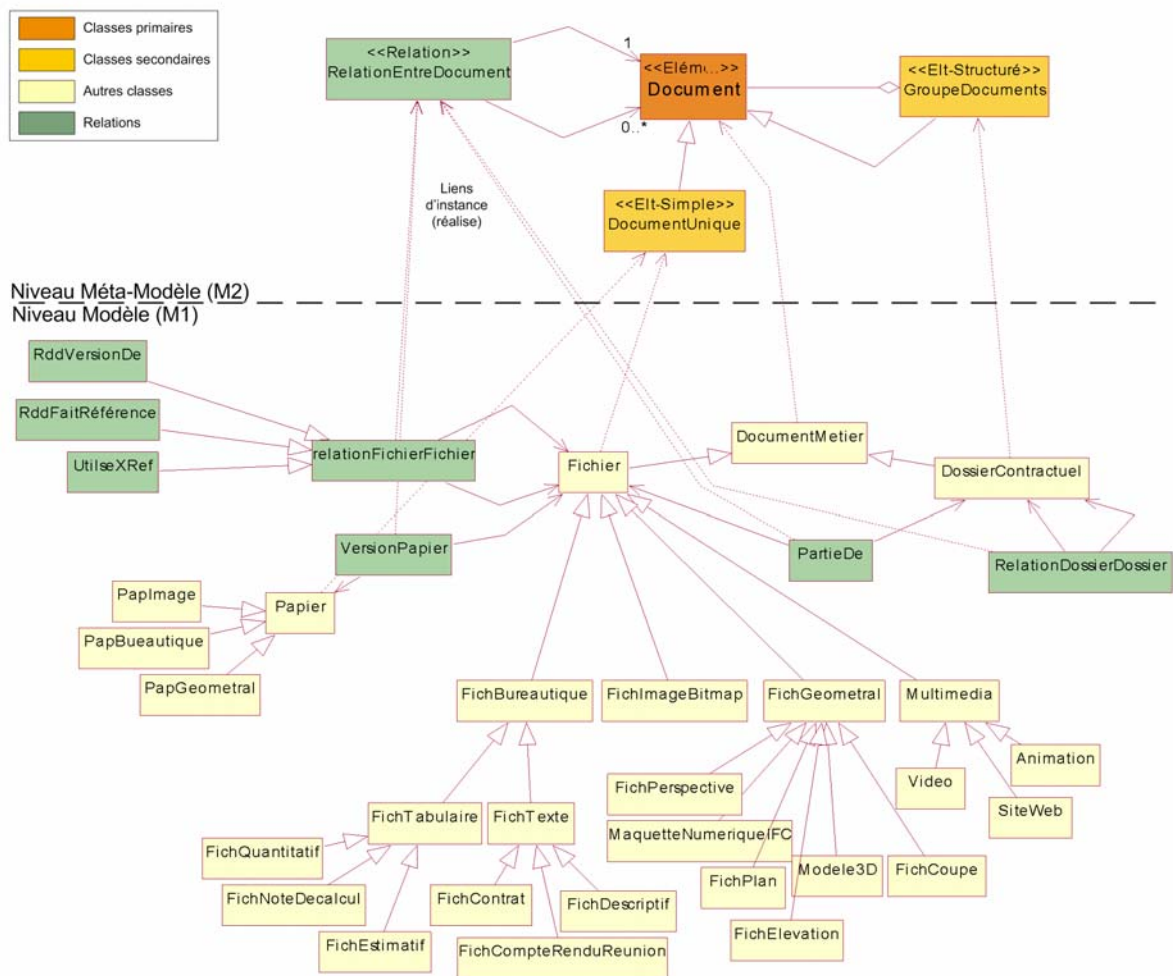 Classes primaires
Classes secondaires
Autres classes
Relations
<<Relation>>
RelationEntreDocument
1
0..*
<<Elém...>>
Document
<<Elt-Structuré>>
GroupeDocuments
Liens
d'instance
(réalise)
<<Elt-Simple>>
DocumentUnique
Niveau Méta-Modèle (M2)
Niveau Modèle (M1)
RddVersionDe
RddFaitRéférence
UtilseXRef
relationFichierFichier
Fichier
DocumentMetier
DossierContractuel
VersionPapier
PartieDe
RelationDossierDossier
PapImage
PapBueautique
PapGeometral
Papier
FichBureautique
FichImageBitmap
FichGeometral
Multimedia
FichPerspective
MaquetteNumeriqueIFC
FichPlan
FichElevation
Modele3D
FichCoupe
Video
SiteWeb
Animation
FichTabulaire
FichTexte
FichQuantitatif
FichNoteDecalcul
FichEstimatif
FichContrat
FichCompteRenduReunion
FichDescriptif